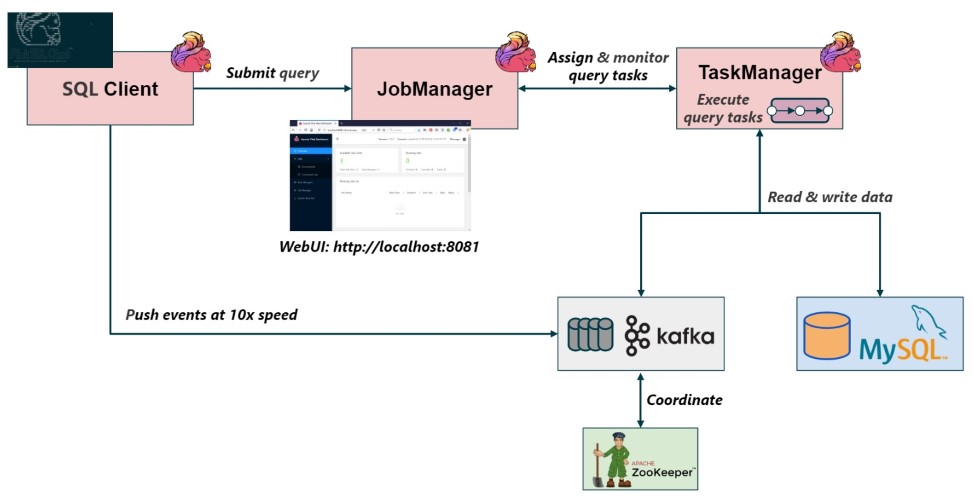 SQL Client
Submit query
JobManager
Assign & monitor
query tasks
TaskManager
Execute
query tasks
WebUI: http://localhost:8081
Read & write data
Push events at 10x speed
kafka
MySQL™
Coordinate
APACHE
ZooKeeper™